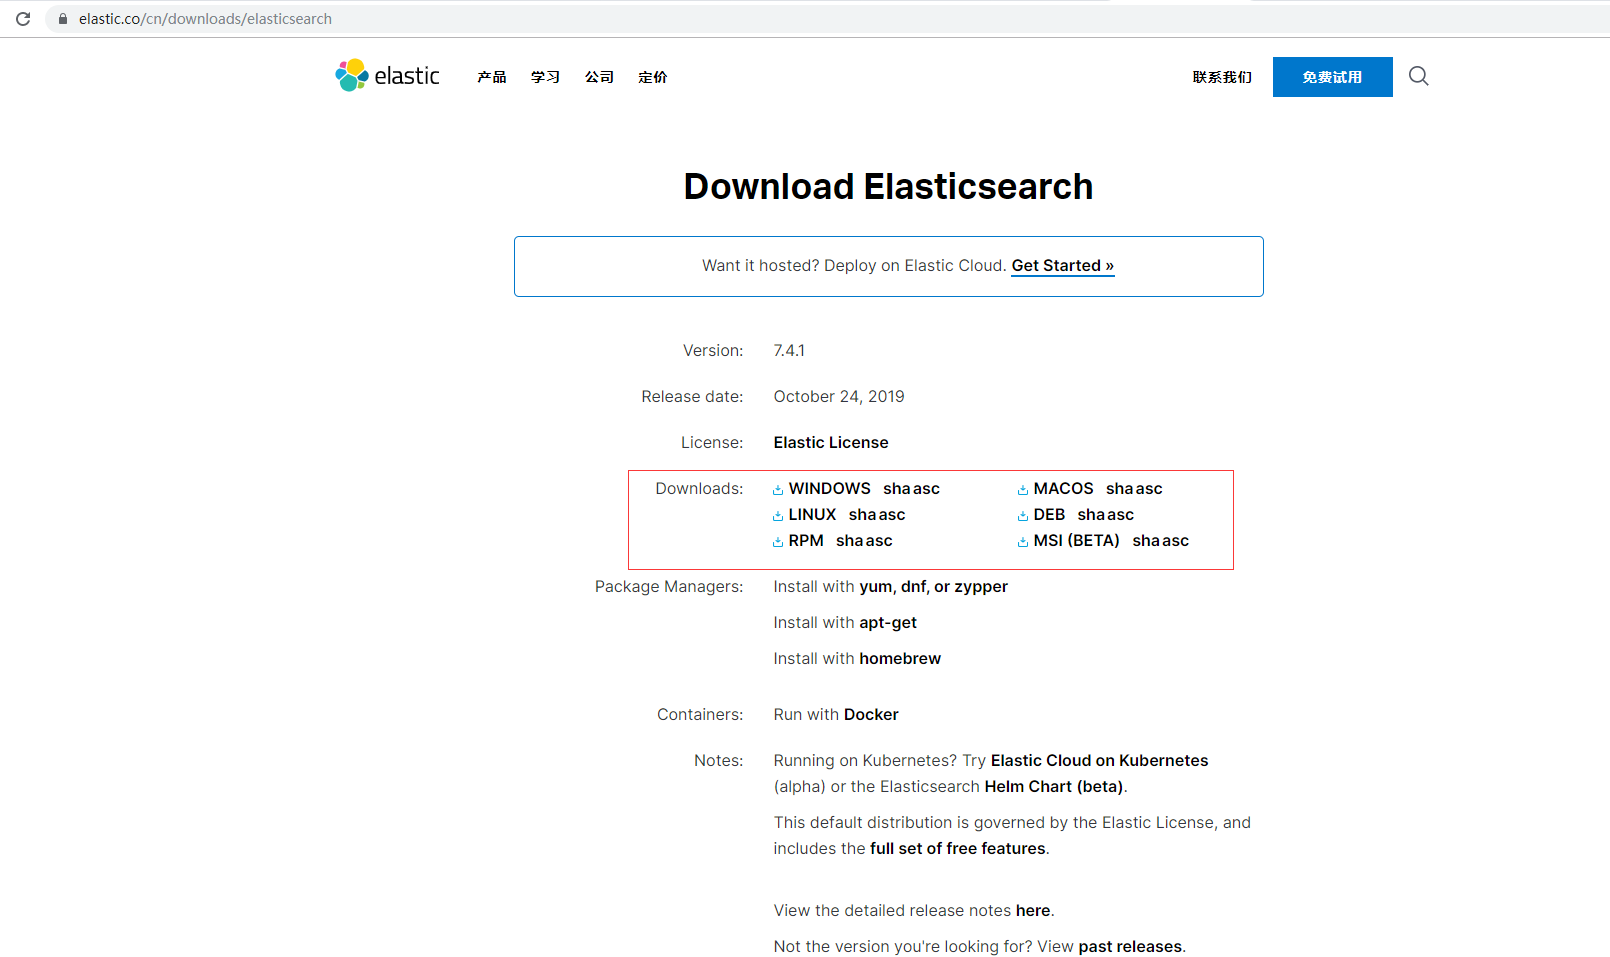 elastic.co/cn/downloads/elasticsearch
elastic 产品 学习 公司 定价 联系我们 免费试用
Download Elasticsearch
Want it hosted? Deploy on Elastic Cloud. Get Started »
Version: 7.4.1
Release date: October 24, 2019
License: Elastic License
Downloads: WINDOWS sha asc MACOS sha asc
LINUX sha asc DEB sha asc
RPM sha asc MSI (BETA) sha asc
Package Managers: Install with yum, dnf, or zypper
Install with apt-get
Install with homebrew
Containers: Run with Docker
Notes: Running on Kubernetes? Try Elastic Cloud on Kubernetes
(alpha) or the Elasticsearch Helm Chart (beta).
This default distribution is governed by the Elastic License, and
includes the full set of free features.
View the detailed release notes here.
Not the version you're looking for? View past releases.